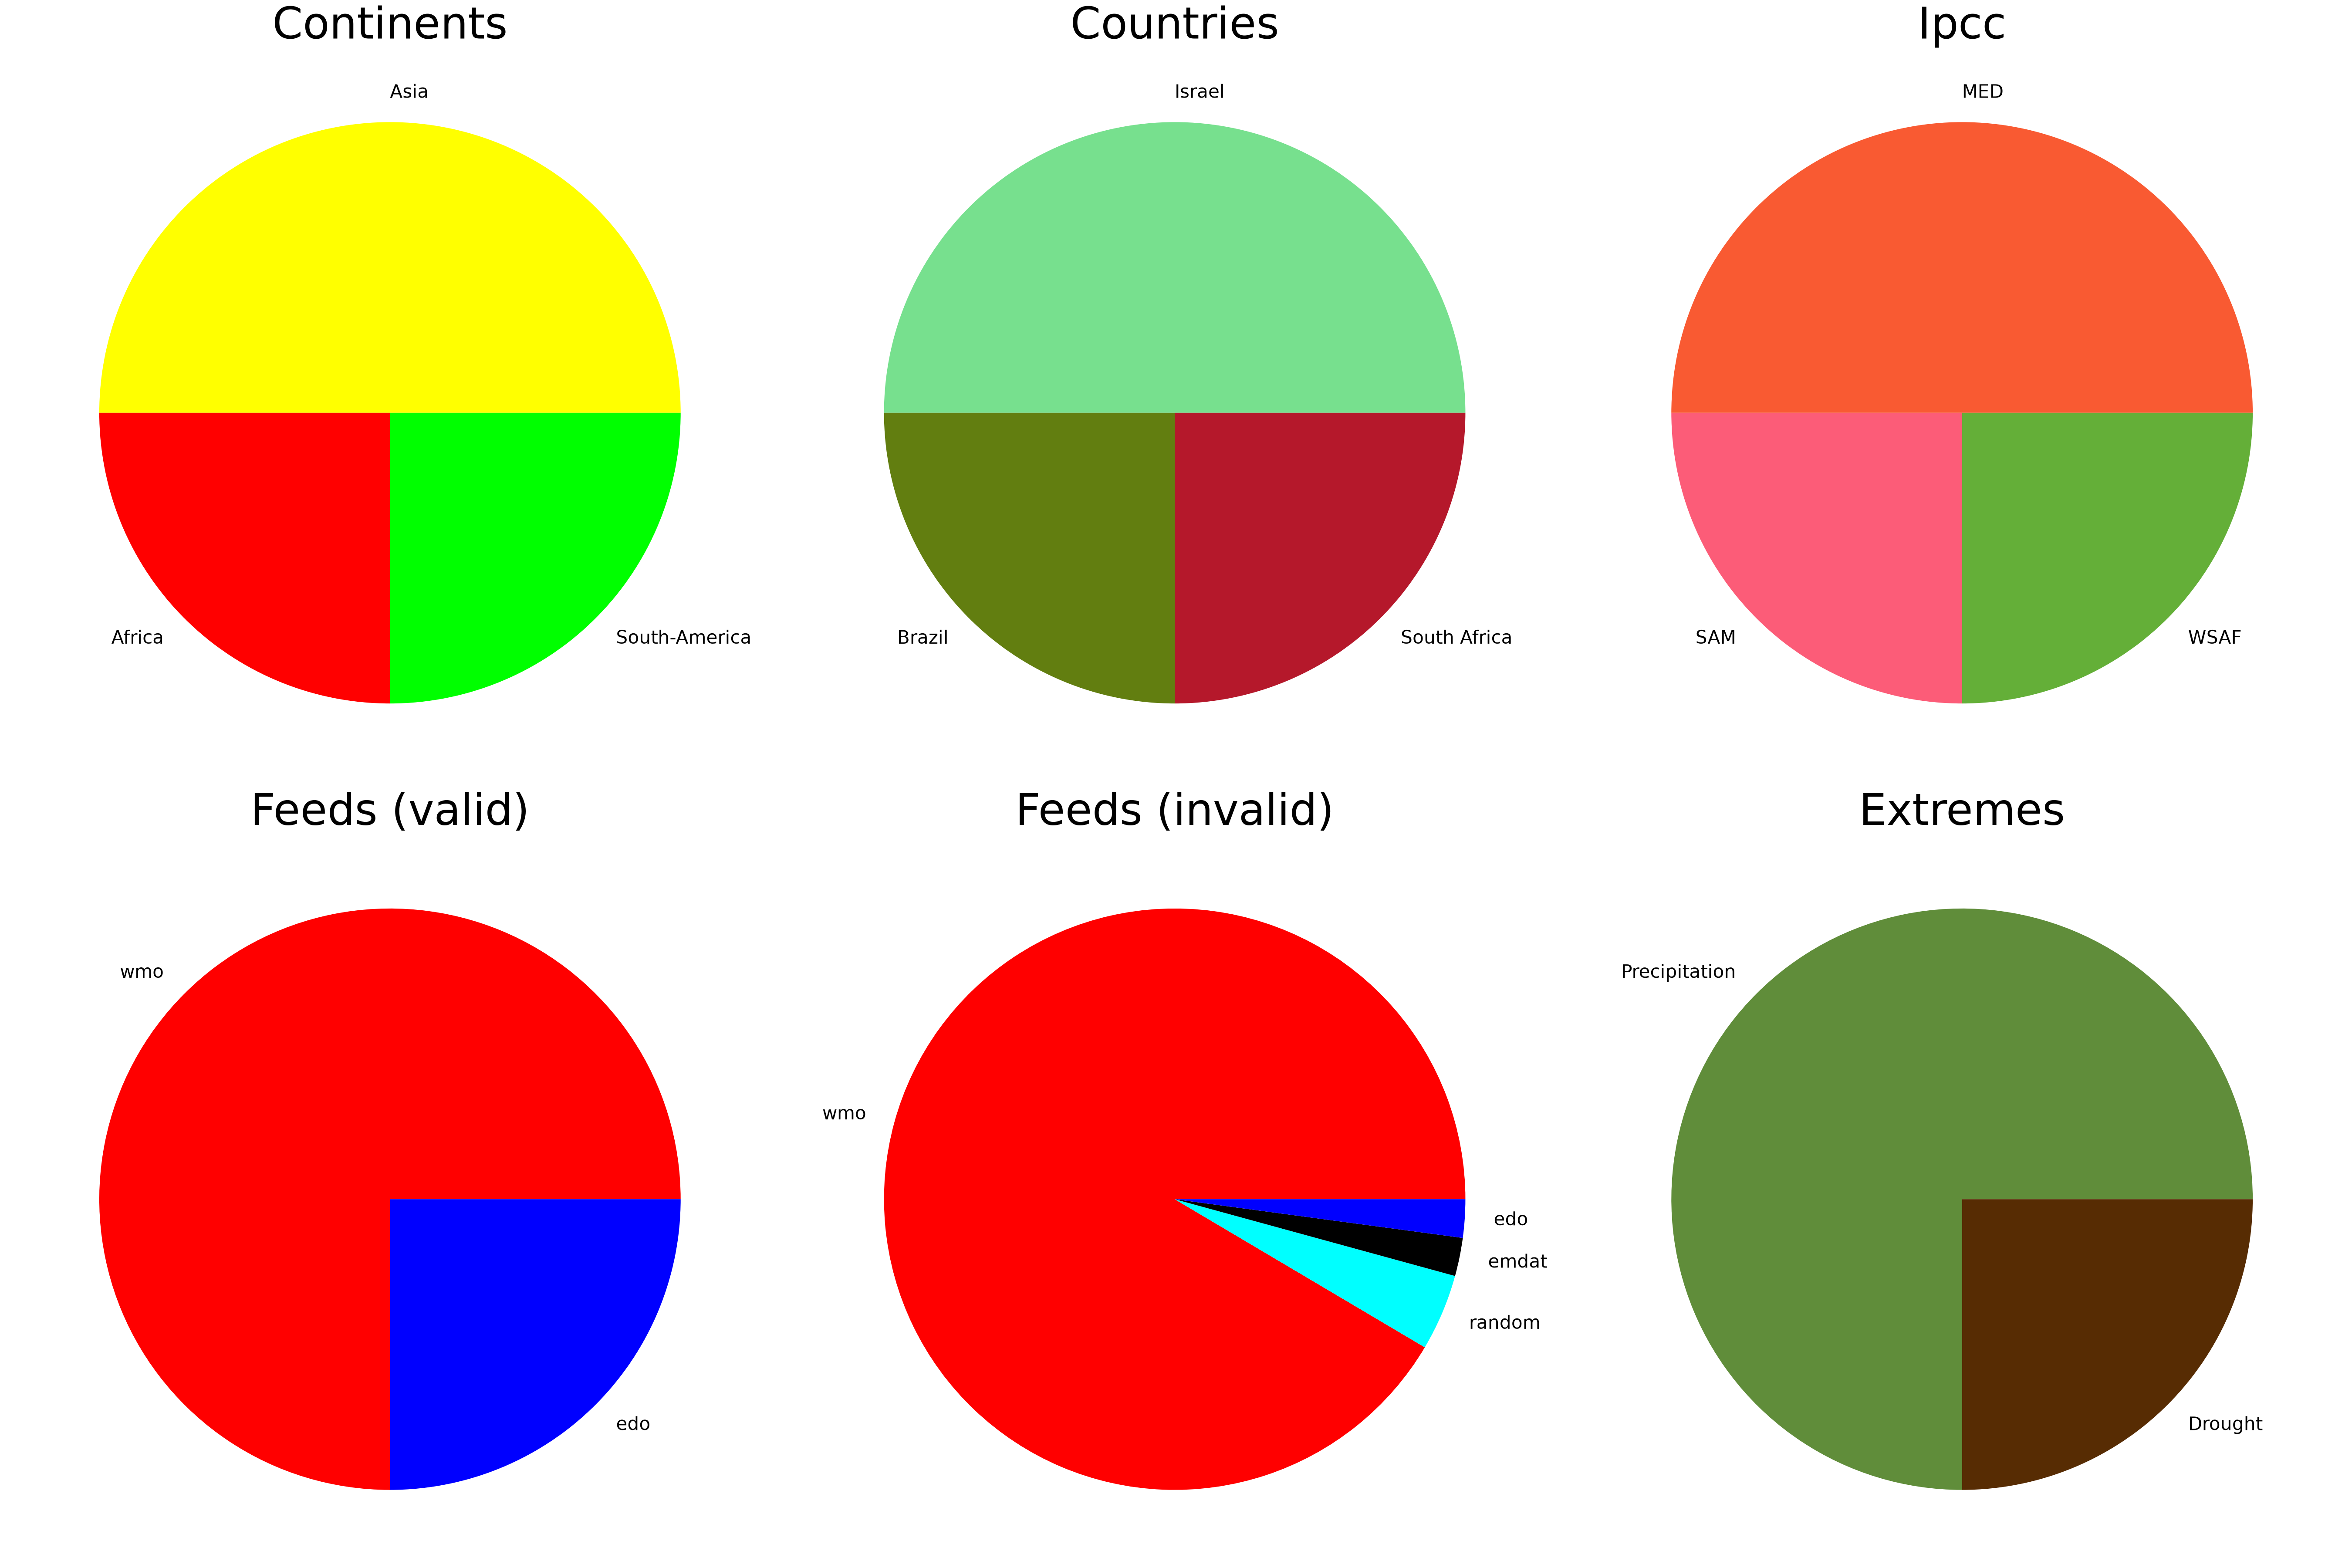 Continents
Countries
Ipcc
Asia
Israel
MED
Africa
South-America
Brazil
South Africa
SAM
WSAF
Feeds (valid)
Feeds (invalid)
Extremes
wmo
edo
wmo
edo
emdat
random
Precipitation
Drought